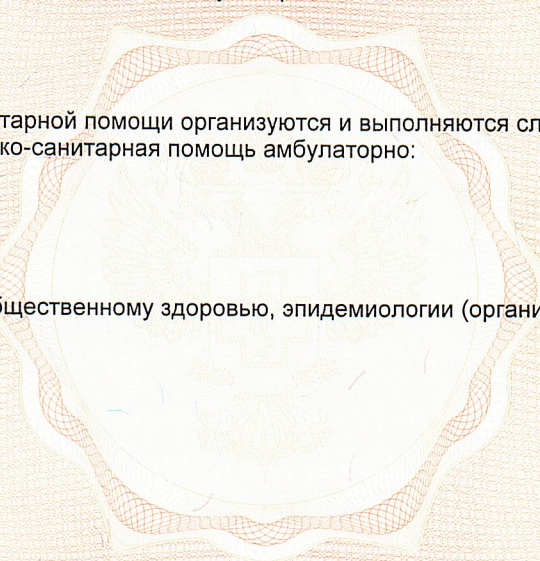 тарной помощи организуются и выполняются сл
ко-санитарная помощь амбулаторно:
бщественному здоровью, эпидемиологии (органи